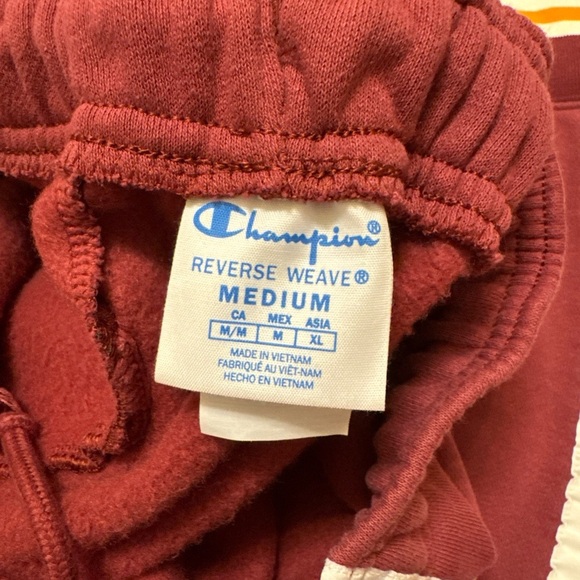 Champion®
REVERSE WEAVE®
MEDIUM
CA MEX ASIA
M/M M XL
MADE IN VIETNAM
FABRIQUÉ AU VIÊT-NAM
HECHO EN VIETNAM